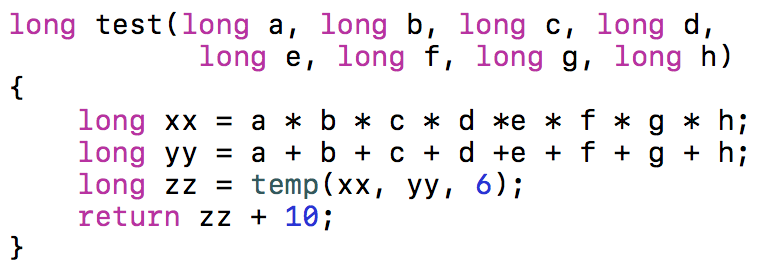 long test(long a, long b, long c, long d,
long e, long f, long g, long h)
{
long xx = a * b * c * d *e * f * g * h;
long yy = a + b + c + d +e + f + g + h;
long zz = temp(xx, yy, 6);
return zz + 10;
}